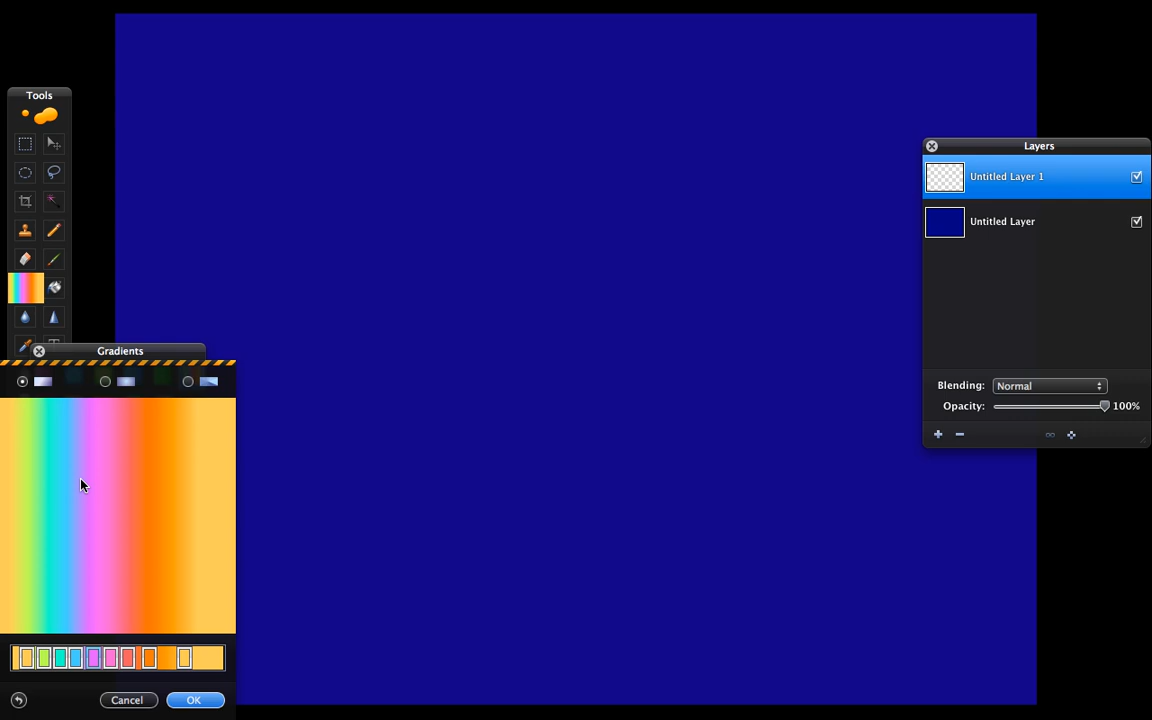 Tools
Layers
Untitled Layer 1
Untitled Layer
Gradients
Blending: Normal
Opacity: 100%
Cancel
OK